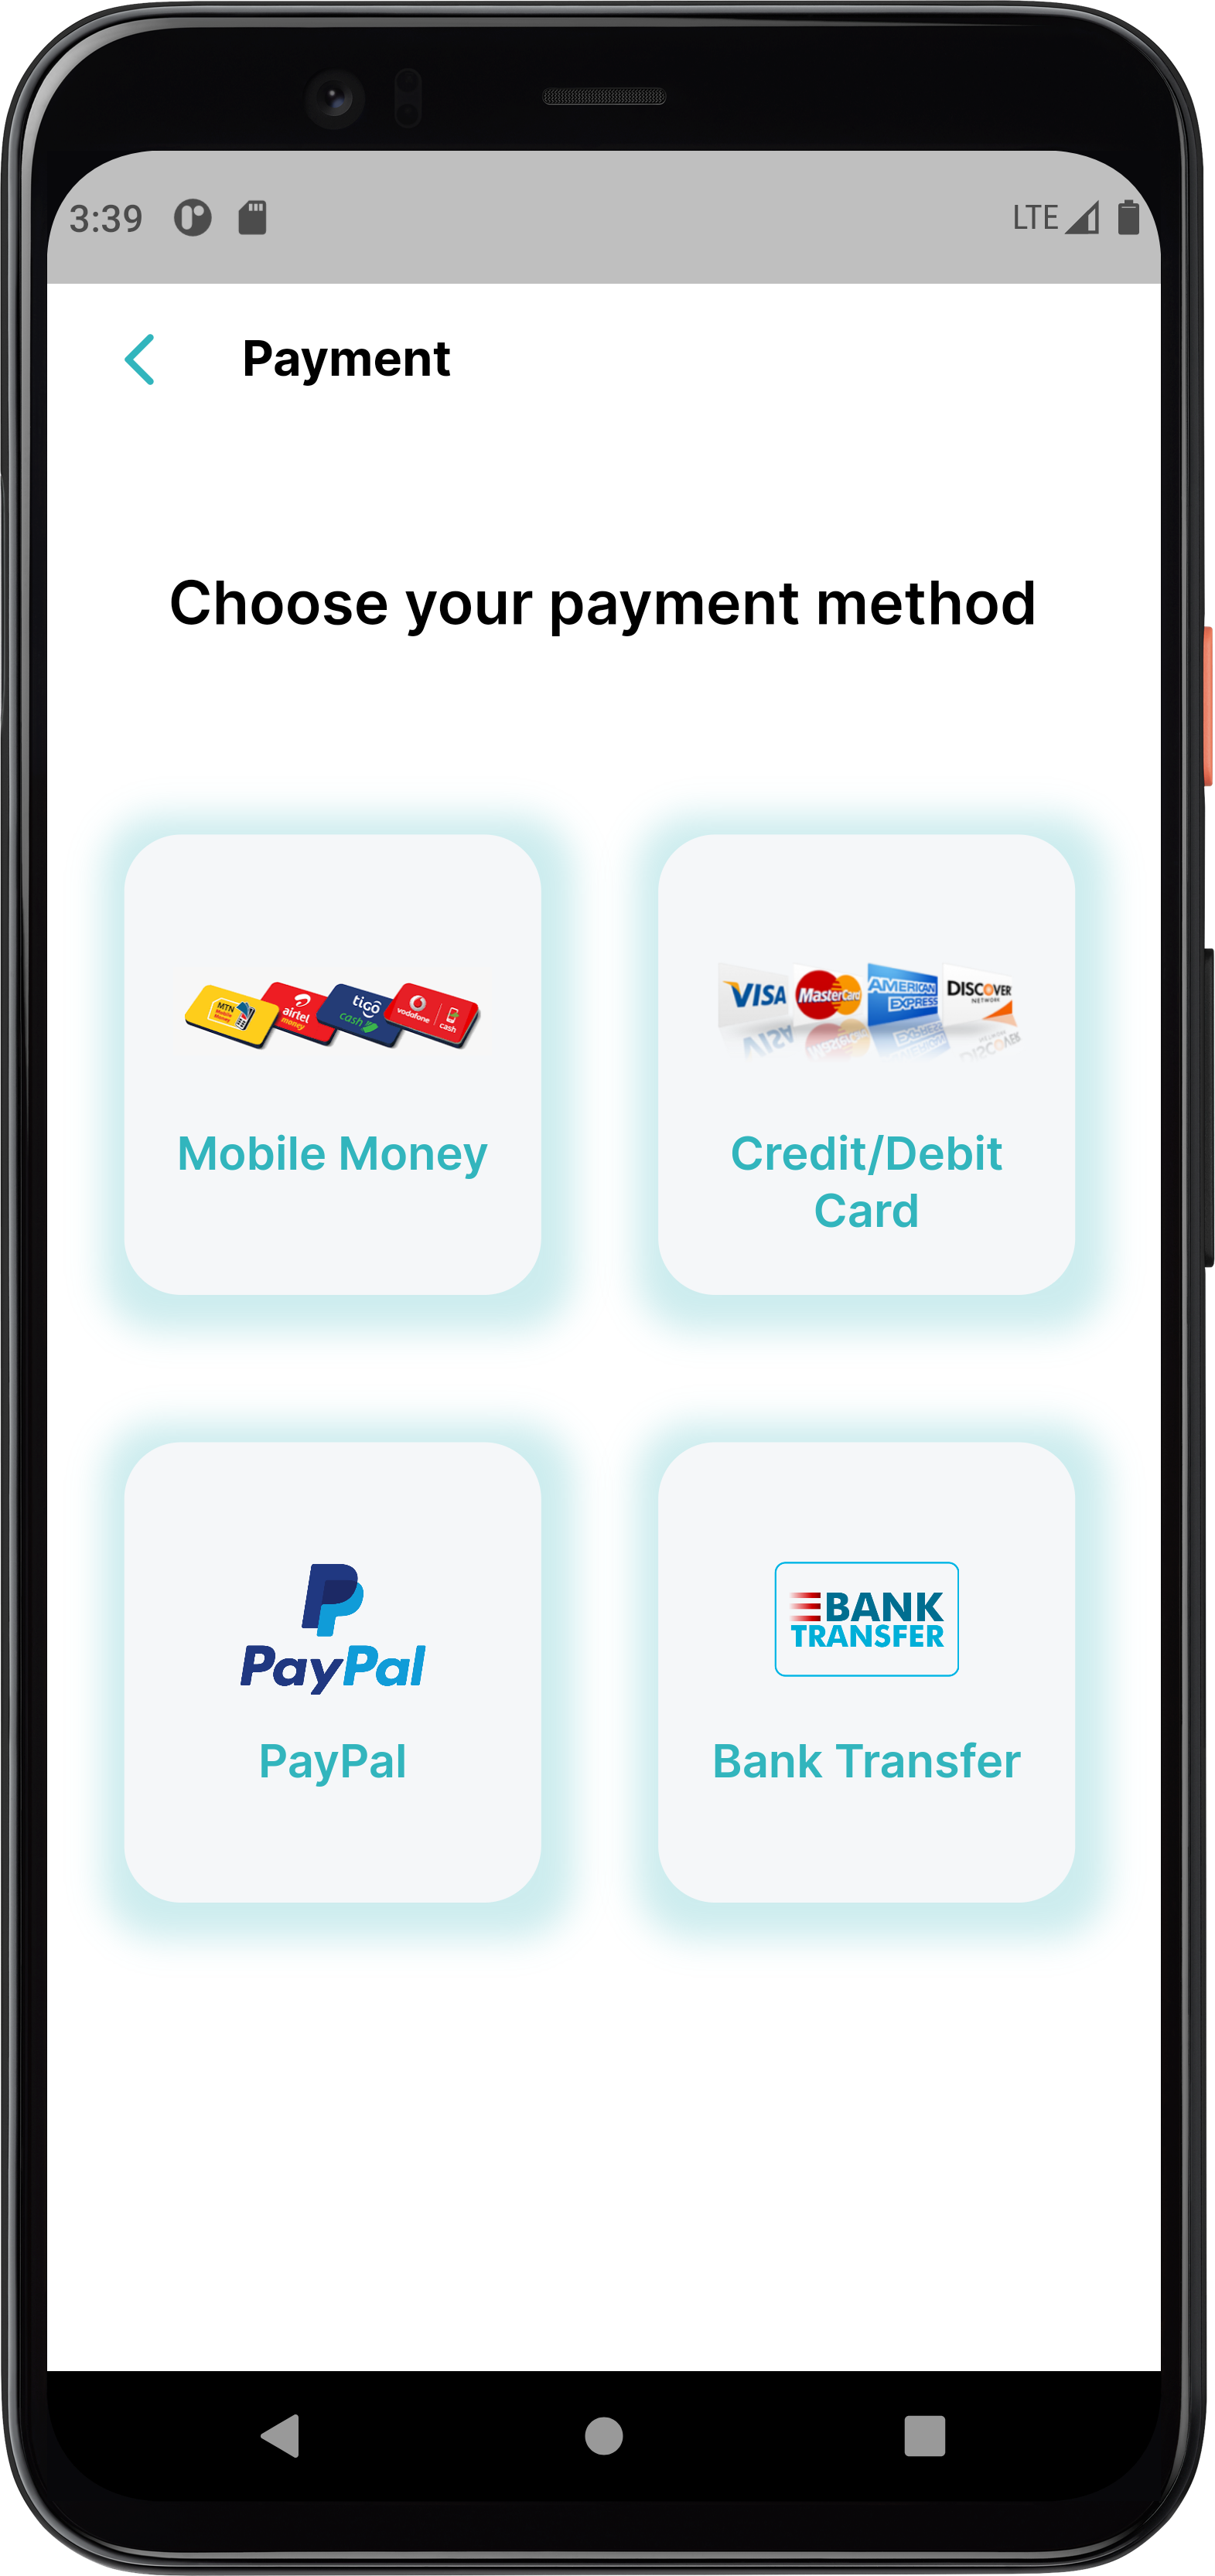 3:39
LTE
Payment
Choose your payment method
MTN
Mobile
Money
airtel
money
tigo
cash
vodafone
cash
VISA
MasterCard
AMERICAN
EXPRESS
DISCOVER
NETWORK
Mobile Money
Credit/Debit
Card
PayPal
BANK
TRANSFER
PayPal
Bank Transfer